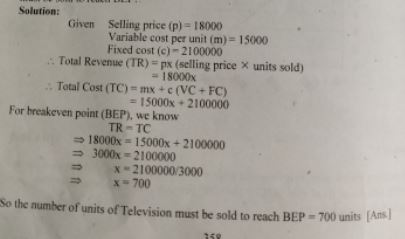 Solution:
Given Selling price (p) = 18000
Variable cost per unit (m) = 15000
Fixed cost (c) = 2100000
∴ Total Revenue (TR) = px (selling price × units sold)
= 18000x
∴ Total Cost (TC) = mx + c (VC + FC)
= 15000x + 2100000
For breakeven point (BEP), we know
TR = TC
⇒ 18000x = 15000x + 2100000
⇒ 3000x = 2100000
⇒ x = 2100000/3000
⇒ x = 700
So the number of units of Television must be sold to reach BEP = 700 units [Ans.]